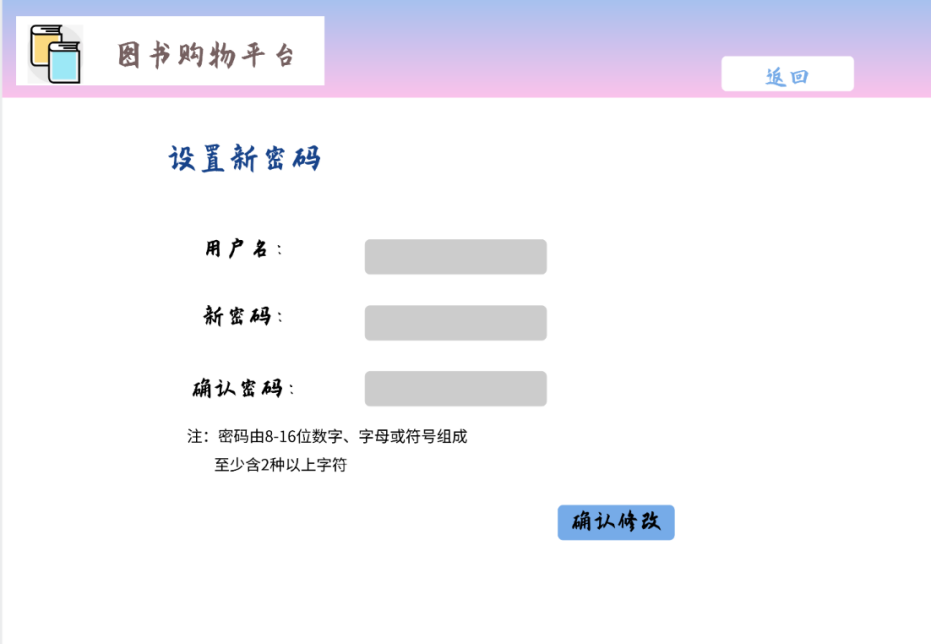 图书购物平台
返回
设置新密码
用户名:
新密码:
确认密码:
注：密码由8-16位数字、字母或符号组成
至少含2种以上字符
确认修改